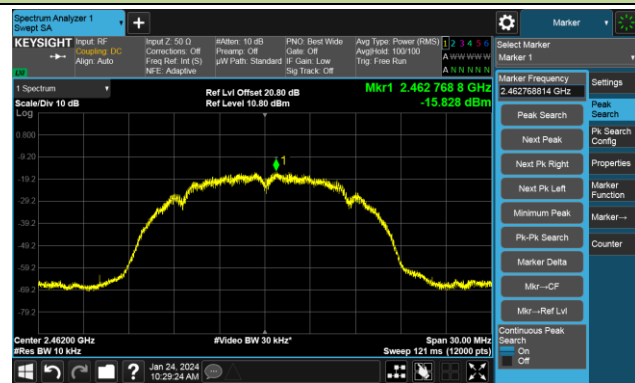 Spectrum Analyzer 1
Swept SA
Marker
KEYSIGHT
Input: RF
Coupling: DC
Align: Auto
Input Z: 50 Ω
Corrections: Off
Freq Ref: Int (S)
NFE: Adaptive
#Atten: 10 dB
Preamp: Off
µW Path: Standard
PNO: Best Wide
Gate: Off
IF Gain: Low
Sig Track: Off
Avg Type: Power (RMS)
Avg|Hold: 100/100
Trig: Free Run
1 2 3 4 5 6
A W W W W W
A N N N N N
Select Marker
Marker 1
1 Spectrum
Scale/Div 10 dB
Log
Ref Lvl Offset 20.80 dB
Ref Level 10.80 dBm
Mkr1 2.462 768 8 GHz
-15.828 dBm
0.800
-9.20
-19.2
-29.2
-39.2
-49.2
-59.2
-69.2
-79.2
1
Center 2.46200 GHz
#Res BW 10 kHz
#Video BW 30 kHz*
Span 30.00 MHz
Sweep 121 ms (12000 pts)
Marker Frequency
2.462768814 GHz
Peak Search
Next Peak
Next Pk Right
Next Pk Left
Minimum Peak
Pk-Pk Search
Marker Delta
Mkr→CF
Mkr→Ref Lvl
Continuous Peak
Search
On
Off
Settings
Peak
Search
Pk Search
Config
Properties
Marker
Function
Marker→
Counter
Jan 24, 2024
10:29:24 AM